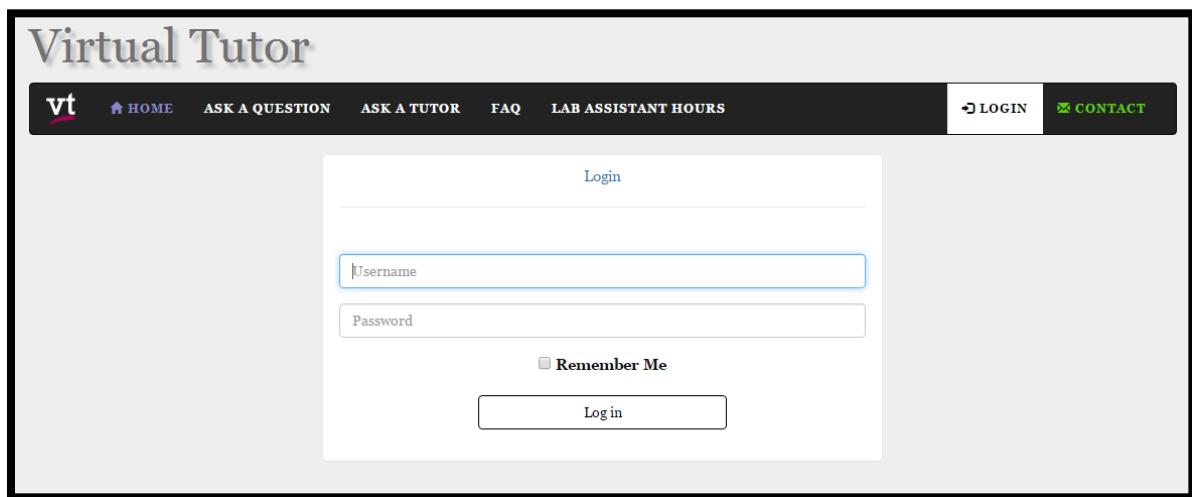 Virtual Tutor
vt HOME ASK A QUESTION ASK A TUTOR FAQ LAB ASSISTANT HOURS LOGIN CONTACT
Login
Username
Password
Remember Me
Log in